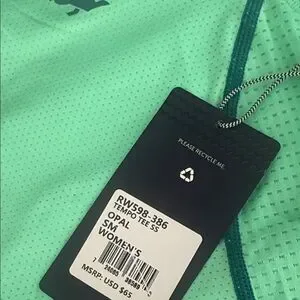 PLEASE RECYCLE ME
RW598-386
TEMPO TEE SS
OPAL
SM
WOMEN'S
MSRP: USD $65